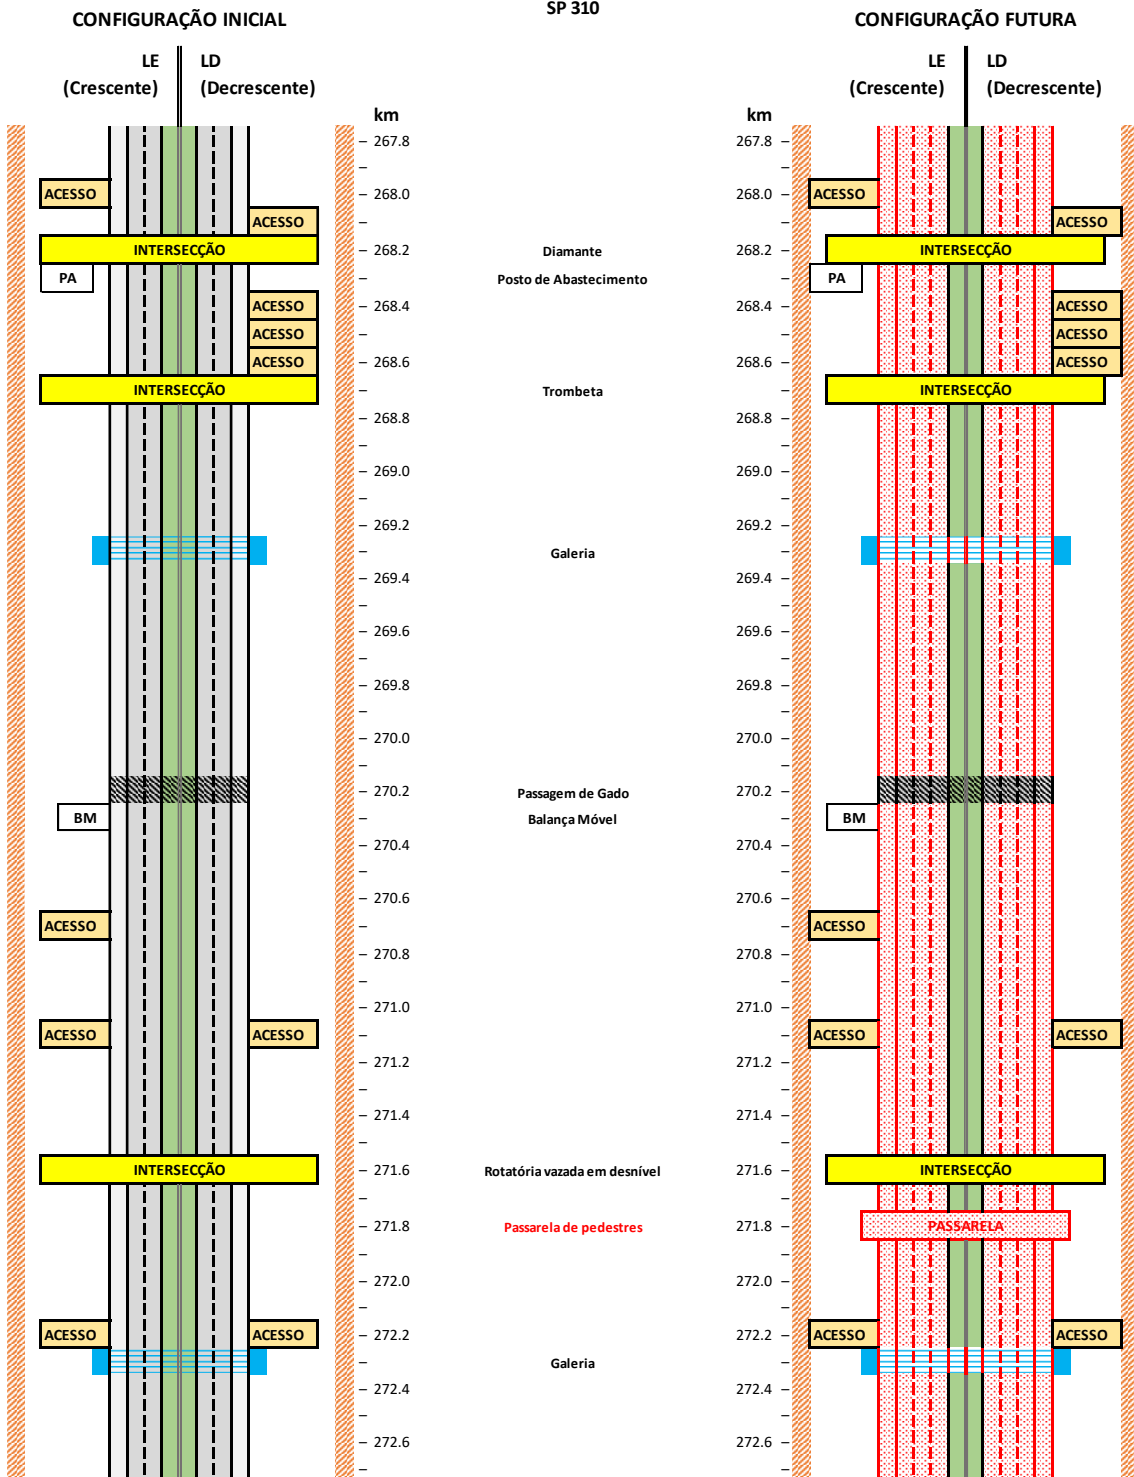 SP 310
CONFIGURAÇÃO INICIAL CONFIGURAÇÃO FUTURA
LE LD LE LD
(Crescente) (Decrescente) (Crescente) (Decrescente)
km km
267.8 267.8
ACESSO 268.0 268.0 ACESSO
ACESSO ACESSO
INTERSECÇÃO 268.2 Diamante 268.2 INTERSECÇÃO
PA Posto de Abastecimento PA
ACESSO 268.4 268.4 ACESSO
ACESSO ACESSO
ACESSO 268.6 268.6 ACESSO
INTERSECÇÃO Trombeta INTERSECÇÃO
268.8 268.8
269.0 269.0
269.2 269.2
Galeria
269.4 269.4
269.6 269.6
269.8 269.8
270.0 270.0
270.2 Passagem de Gado 270.2
BM Balança Móvel BM
270.4 270.4
270.6 270.6
ACESSO ACESSO
270.8 270.8
271.0 271.0
ACESSO ACESSO ACESSO ACESSO
271.2 271.2
271.4 271.4
INTERSECÇÃO 271.6 Rotatória vazada em desnível 271.6 INTERSECÇÃO
271.8 Passarela de pedestres 271.8 PASSARELA
272.0 272.0
ACESSO ACESSO 272.2 272.2 ACESSO ACESSO
Galeria
272.4 272.4
272.6 272.6